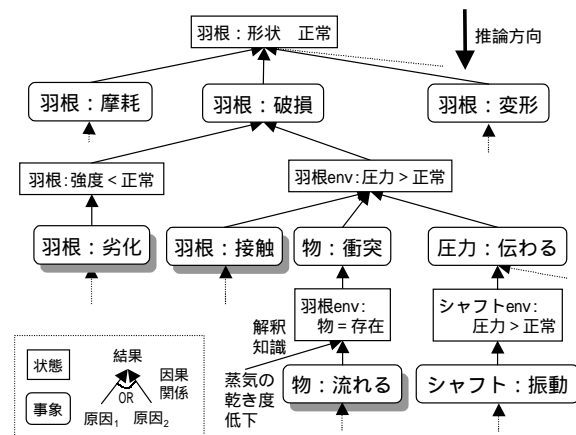 羽根：形状　正常
推論方向
羽根：摩耗
羽根：破損
羽根：変形
羽根：強度＜正常
羽根env：圧力＞正常
羽根：劣化
羽根：接触
物：衝突
圧力：伝わる
解釈
知識
羽根env：
物＝存在
シャフトenv：
圧力＞正常
蒸気の
乾き度
低下
物：流れる
シャフト：振動
状態
事象
結果
因果
関係
OR
原因1
原因2